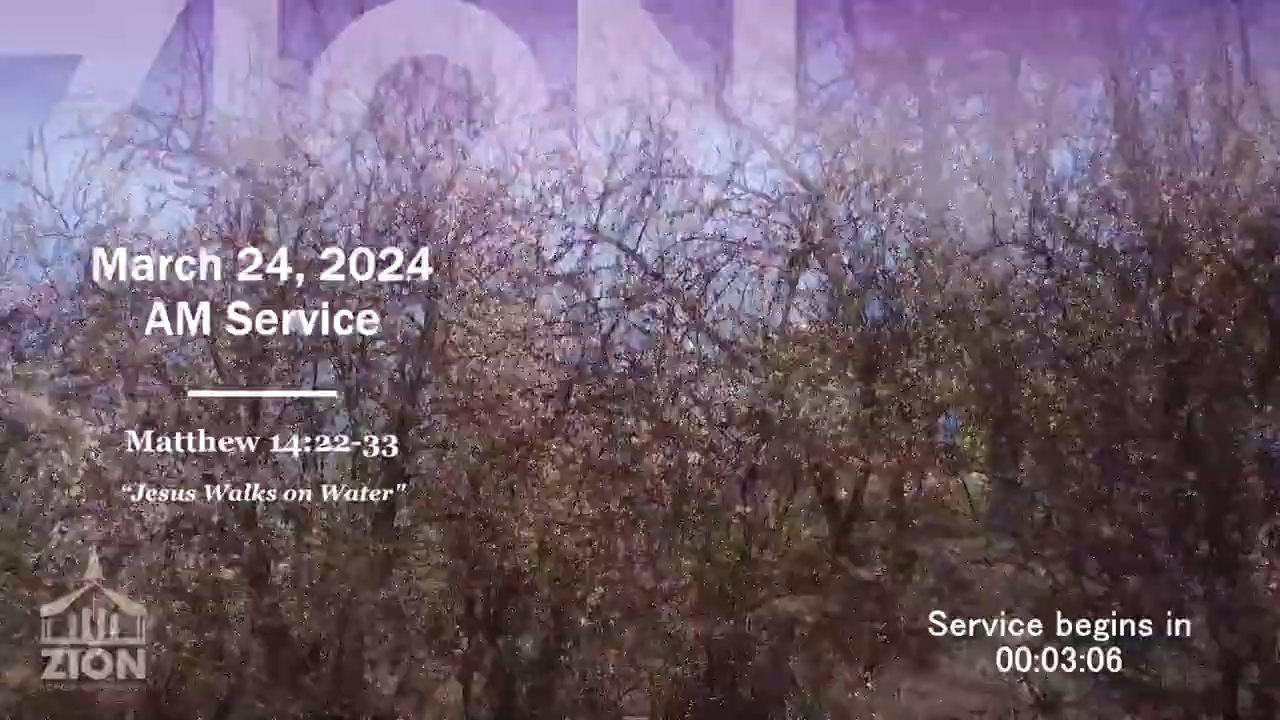 ZION
March 24, 2024
AM Service
Matthew 14:22-33
“Jesus Walks on Water"
ZION
Service begins in
00:03:06